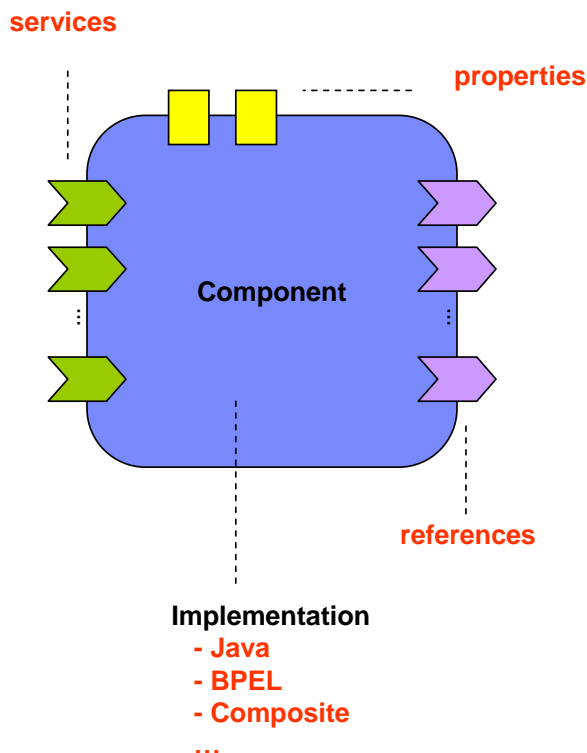 services
properties
Component
...
...
references
Implementation
- Java
- BPEL
- Composite
...